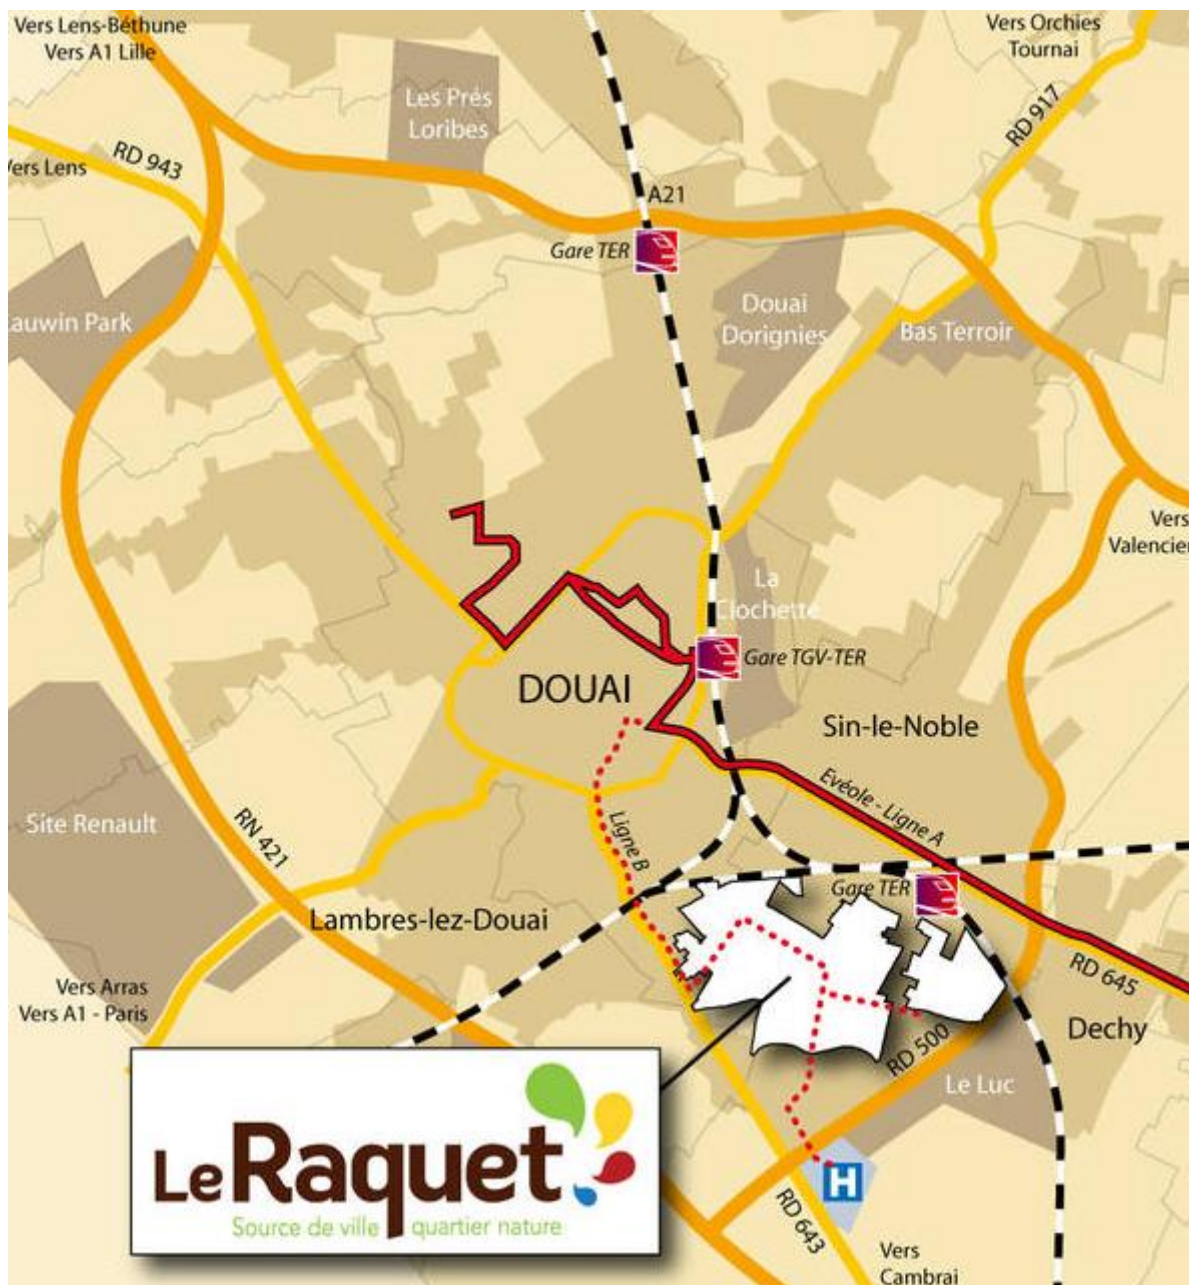 Vers Lens-Béthune
Vers A1 Lille
Vers Orchies
Tournai
Les Prés
Loribes
RD 917
RD 943
Vers Lens
A21
Gare TER
Lauwin Park
Douai
Dorignies
Bas Terroir
Vers
Valencien
La
Clochette
Gare TGV-TER
DOUAI
Sin-le-Noble
Evéole - Ligne A
Site Renault
RN 421
Ligne B
Gare TER
Lambres-lez-Douai
RD 645
Vers Arras
Vers A1 - Paris
Dechy
RD 500
Le Luc
Le Raquet
Source de ville quartier nature
H
RD 643
Vers
Cambrai